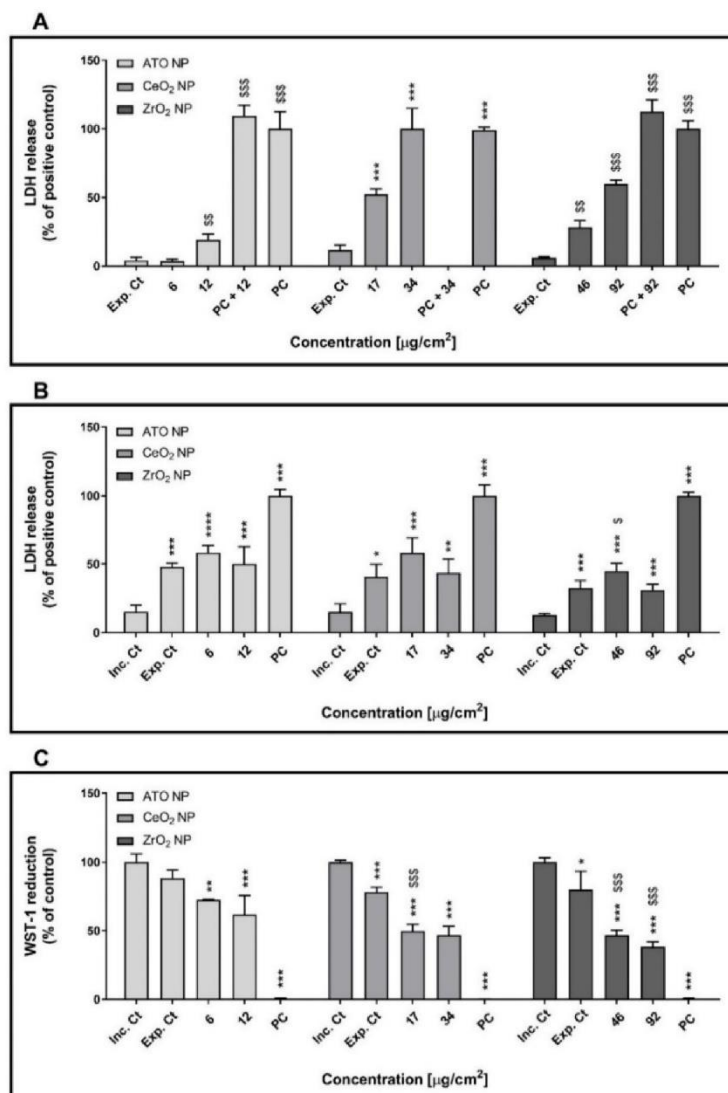 A
ATO NP
CeO₂ NP
ZrO₂ NP
LDH release
(% of positive control)
150
100
50
0
$$
$$$
$$$
***
***
***
$$
$$$
$$$
$$$
Exp. Ct
6
12
PC + 12
PC
Exp. Ct
17
34
PC + 34
PC
Exp. Ct
46
92
PC + 92
PC
Concentration [μg/cm²]
B
ATO NP
CeO₂ NP
ZrO₂ NP
LDH release
(% of positive control)
150
100
50
0
***
****
***
***
*
***
**
***
***
*** $
***
***
Inc. Ct
Exp. Ct
6
12
PC
Inc. Ct
Exp. Ct
17
34
PC
Inc. Ct
Exp. Ct
46
92
PC
Concentration [μg/cm²]
C
ATO NP
CeO₂ NP
ZrO₂ NP
WST-1 reduction
(% of control)
150
100
50
0
**
***
***
***
*** $$$
***
***
*
*** $$$
*** $$$
***
Inc. Ct
Exp. Ct
6
12
PC
Inc. Ct
Exp. Ct
17
34
PC
Inc. Ct
Exp. Ct
46
92
PC
Concentration [μg/cm²]